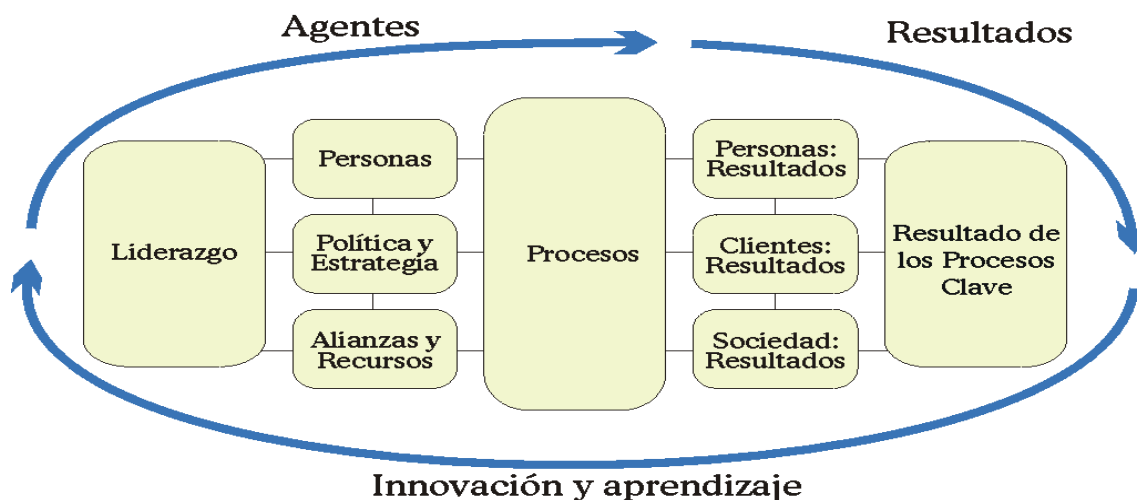 Agentes
Resultados
Liderazgo
Personas
Política y
Estrategía
Alianzas y
Recursos
Procesos
Personas:
Resultados
Clientes:
Resultados
Sociedad:
Resultados
Resultado de
los Procesos
Clave
Innovación y aprendizaje